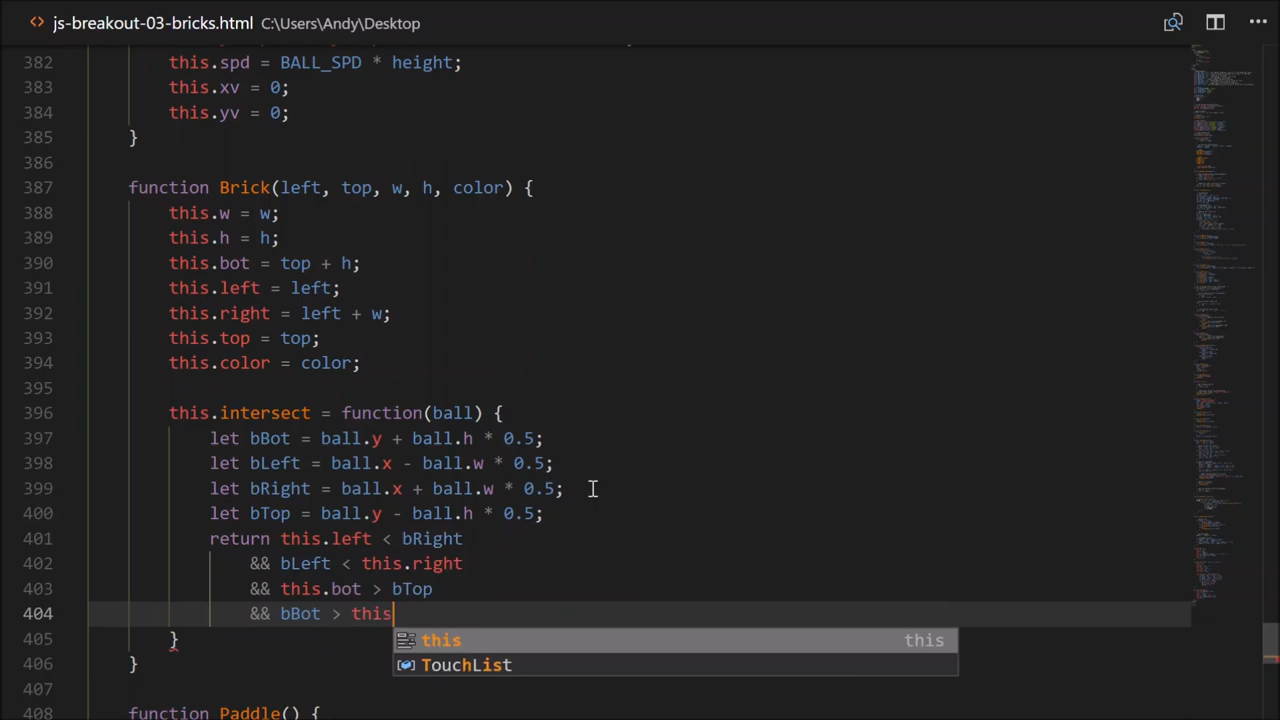 <> js-breakout-03-bricks.html C:\Users\Andy\Desktop
382 this.spd = BALL_SPD * height;
383 this.xv = 0;
384 this.yv = 0;
385 }
386
387 function Brick(left, top, w, h, color) {
388 this.w = w;
389 this.h = h;
390 this.bot = top + h;
391 this.left = left;
392 this.right = left + w;
393 this.top = top;
394 this.color = color;
395
396 this.intersect = function(ball) {
397 let bBot = ball.y + ball.h * 0.5;
398 let bLeft = ball.x - ball.w * 0.5;
399 let bRight = ball.x + ball.w * 0.5;
400 let bTop = ball.y - ball.h * 0.5;
401 return this.left < bRight
402 && bLeft < this.right
403 && this.bot > bTop
404 && bBot > this
this this
405 }
TouchList
406 }
407
408 function Paddle() {